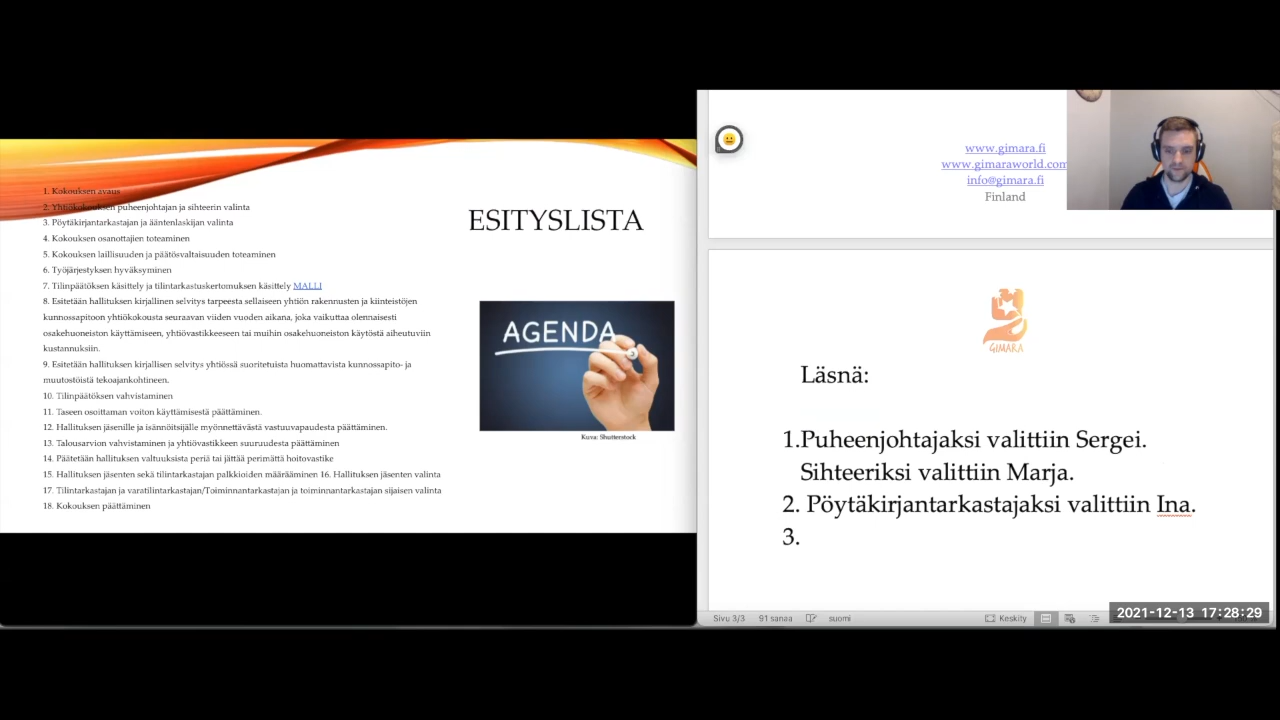 1. Kokouksen avaus
2. Yhtiökokouksen puheenjohtajan ja sihteerin valinta
3. Pöytäkirjantarkastajan ja ääntenlaskijan valinta
4. Kokouksen osanottajien toteaminen
5. Kokouksen laillisuuden ja päätösvaltaisuuden toteaminen
6. Työjärjestyksen hyväksyminen
7. Tilinpäätöksen käsittely ja tilintarkastuskertomuksen käsittely MALLI
8. Esitetään hallituksen kirjallinen selvitys tarpeesta sellaiseen yhtiön rakennusten ja kiinteistöjen
kunnossapitoon yhtiökokousta seuraavan viiden vuoden aikana, joka vaikuttaa olennaisesti
osakehuoneiston käyttämiseen, yhtiövastikkeeseen tai muihin osakehuoneiston käytöstä aiheutuviin
kustannuksiin.
9. Esitetään hallituksen kirjallisen selvitys yhtiössä suoritetuista huomattavista kunnossapito- ja
muutostöistä tekoajankohtineen.
10. Tilinpäätöksen vahvistaminen
11. Taseen osoittaman voiton käyttämisestä päättäminen.
12. Hallituksen jäsenille ja isännöitsijälle myönnettävästä vastuuvapaudesta päättäminen.
13. Talousarvion vahvistaminen ja yhtiövastikkeen suuruudesta päättäminen
14. Päätetään hallituksen valtuuksista periä tai jättää perimättä hoitovastike
15. Hallituksen jäsenten sekä tilintarkastajan palkkioiden määrääminen 16. Hallituksen jäsenten valinta
17. Tilintarkastajan ja varatilintarkastajan/Toiminnantarkastajan ja toiminnantarkastajan sijaisen valinta
18. Kokouksen päättäminen
ESITYSLISTA
AGENDA
Kuva: Shutterstock
www.gimara.fi
www.gimaraworld.com
info@gimara.fi
Finland
GIMARA
Läsnä:
1.Puheenjohtajaksi valittiin Sergei.
Sihteeriksi valittiin Marja.
2. Pöytäkirjantarkastajaksi valittiin Ina.
3.
Sivu 3/3 91 sanaa suomi Keskity
2021-12-13 17:28:29